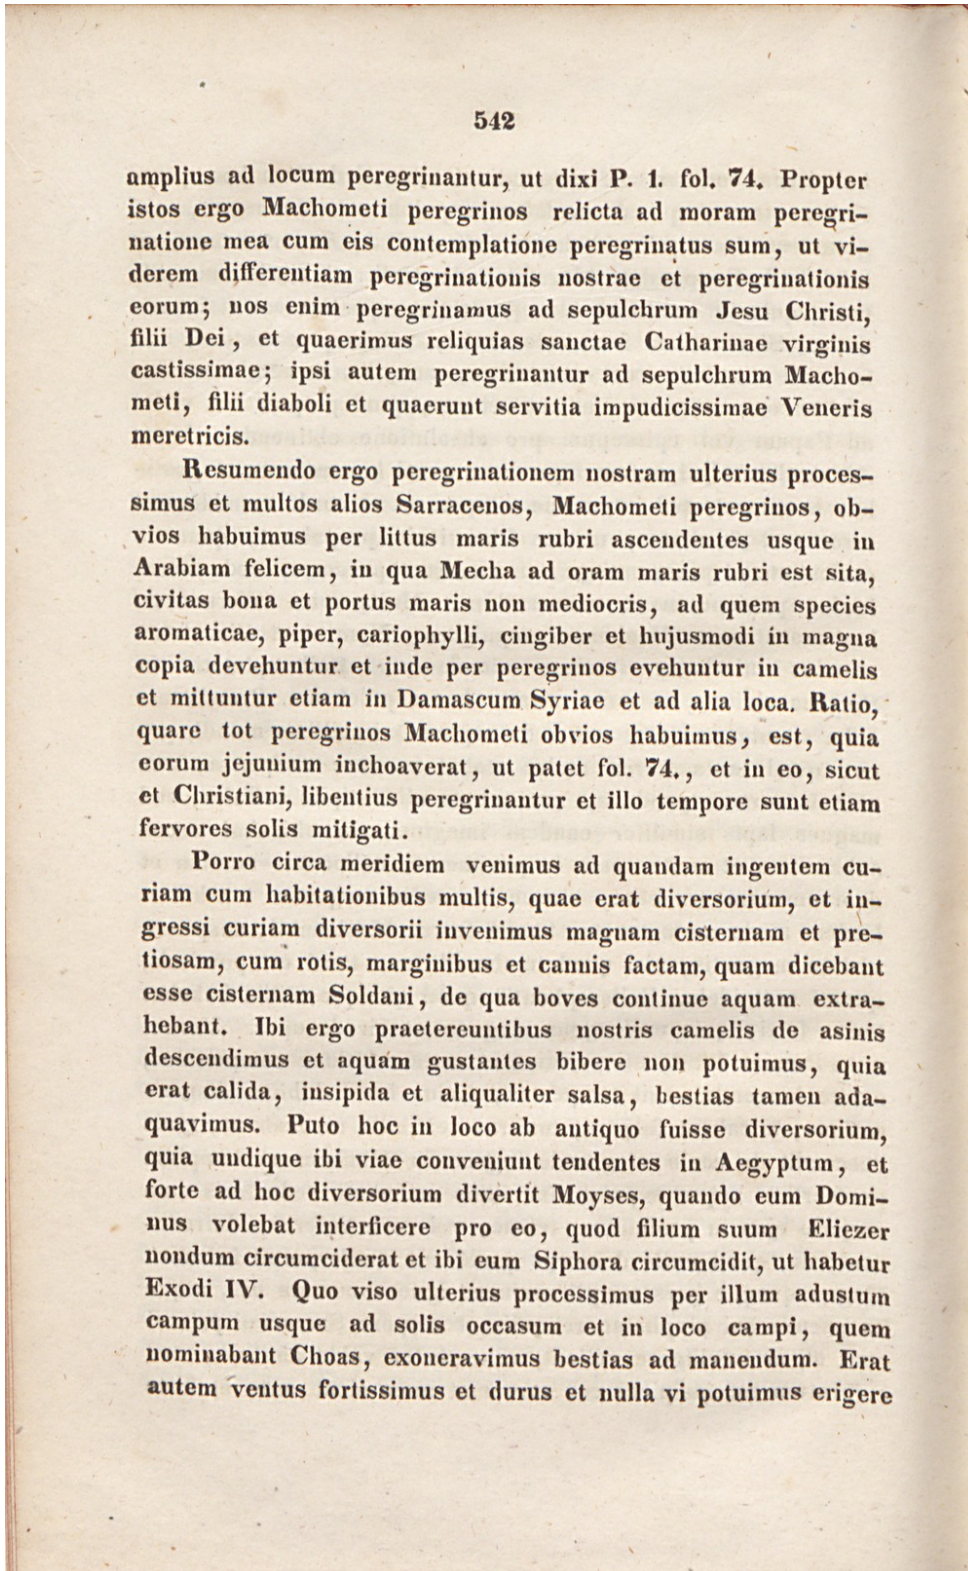 542
amplius ad locum peregrinantur, ut dixi P. 1. fol. 74. Propter
istos ergo Machometi peregrinos relicta ad moram peregri-
natione mea cum eis contemplatione peregrinatus sum, ut vi-
derem differentiam peregrinationis nostrae et peregrinationis
eorum; nos enim peregrinamus ad sepulchrum Jesu Christi,
filii Dei, et quaerimus reliquias sanctae Catharinae virginis
castissimae; ipsi autem peregrinantur ad sepulchrum Macho-
meti, filii diaboli et quaerunt servitia impudicissimae Veneris
meretricis.
Resumendo ergo peregrinationem nostram ulterius proces-
simus et multos alios Sarracenos, Machometi peregrinos, ob-
vios habuimus per littus maris rubri ascendentes usque in
Arabiam felicem, in qua Mecha ad oram maris rubri est sita,
civitas bona et portus maris non mediocris, ad quem species
aromaticae, piper, cariophylli, cingiber et hujusmodi in magna
copia devehuntur et inde per peregrinos evehuntur in camelis
et mittuntur etiam in Damascum Syriae et ad alia loca. Ratio,
quare tot peregrinos Machometi obvios habuimus, est, quia
eorum jejunium inchoaverat, ut patet fol. 74., et in eo, sicut
et Christiani, libentius peregrinantur et illo tempore sunt etiam
fervores solis mitigati.
Porro circa meridiem venimus ad quandam ingentem cu-
riam cum habitationibus multis, quae erat diversorium, et in-
gressi curiam diversorii invenimus magnam cisternam et pre-
tiosam, cum rotis, marginibus et cannis factam, quam dicebant
esse cisternam Soldani, de qua boves continue aquam extra-
hebant. Ibi ergo praetereuntibus nostris camelis de asinis
descendimus et aquam gustantes bibere non potuimus, quia
erat calida, insipida et aliqualiter salsa, bestias tamen ada-
quavimus. Puto hoc in loco ab antiquo fuisse diversorium,
quia undique ibi viae conveniunt tendentes in Aegyptum, et
forte ad hoc diversorium divertit Moyses, quando eum Domi-
nus volebat interficere pro eo, quod filium suum Eliezer
nondum circumciderat et ibi eum Siphora circumcidit, ut habetur
Exodi IV. Quo viso ulterius processimus per illum adustum
campum usque ad solis occasum et in loco campi, quem
nominabant Choas, exoneravimus bestias ad manendum. Erat
autem ventus fortissimus et durus et nulla vi potuimus erigere